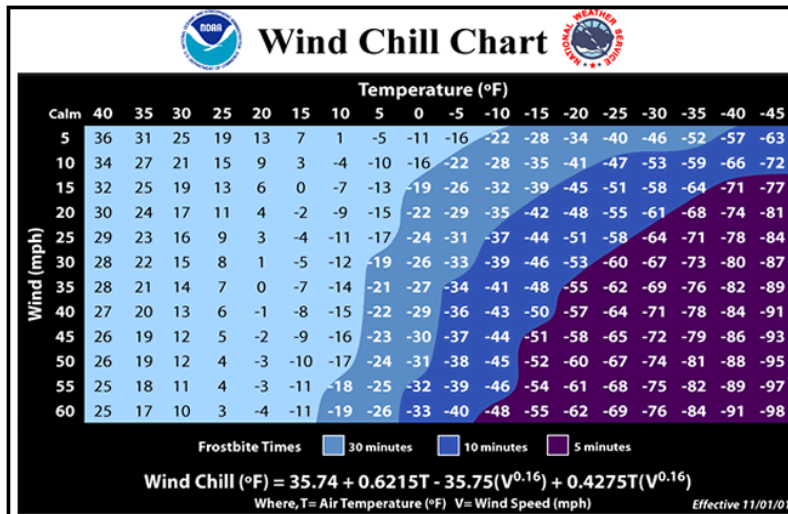 NOAA
Wind Chill Chart
NATIONAL WEATHER SERVICE
Temperature (ºF)
Calm 40 35 30 25 20 15 10 5 0 -5 -10 -15 -20 -25 -30 -35 -40 -45
5 36 31 25 19 13 7 1 -5 -11 -16 -22 -28 -34 -40 -46 -52 -57 -63
10 34 27 21 15 9 3 -4 -10 -16 -22 -28 -35 -41 -47 -53 -59 -66 -72
15 32 25 19 13 6 0 -7 -13 -19 -26 -32 -39 -45 -51 -58 -64 -71 -77
20 30 24 17 11 4 -2 -9 -15 -22 -29 -35 -42 -48 -55 -61 -68 -74 -81
25 29 23 16 9 3 -4 -11 -17 -24 -31 -37 -44 -51 -58 -64 -71 -78 -84
30 28 22 15 8 1 -5 -12 -19 -26 -33 -39 -46 -53 -60 -67 -73 -80 -87
35 28 21 14 7 0 -7 -14 -21 -27 -34 -41 -48 -55 -62 -69 -76 -82 -89
40 27 20 13 6 -1 -8 -15 -22 -29 -36 -43 -50 -57 -64 -71 -78 -84 -91
45 26 19 12 5 -2 -9 -16 -23 -30 -37 -44 -51 -58 -65 -72 -79 -86 -93
50 26 19 12 4 -3 -10 -17 -24 -31 -38 -45 -52 -60 -67 -74 -81 -88 -95
55 25 18 11 4 -3 -11 -18 -25 -32 -39 -46 -54 -61 -68 -75 -82 -89 -97
60 25 17 10 3 -4 -11 -19 -26 -33 -40 -48 -55 -62 -69 -76 -84 -91 -98
Wind (mph)
Frostbite Times 30 minutes 10 minutes 5 minutes
Wind Chill (ºF) = 35.74 + 0.6215T - 35.75(V0.16) + 0.4275T(V0.16)
Where, T= Air Temperature (ºF) V= Wind Speed (mph) Effective 11/01/01